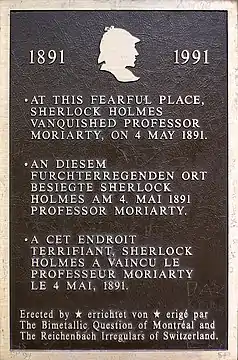 1891 1991
• AT THIS FEARFUL PLACE,
SHERLOCK HOLMES
VANQUISHED PROFESSOR
MORIARTY, ON 4 MAY 1891.
• AN DIESEM
FURCHTERREGENDEN ORT
BESIEGTE SHERLOCK
HOLMES AM 4. MAI 1891
PROFESSOR MORIARTY.
• A CET ENDROIT
TERRIFIANT, SHERLOCK
HOLMES A VAINCU LE
PROFESSEUR MORIARTY
LE 4 MAI, 1891.
Erected by ★ errichtet von ★ erigé par
The Bimetallic Question of Montréal and
The Reichenbach Irregulars of Switzerland.